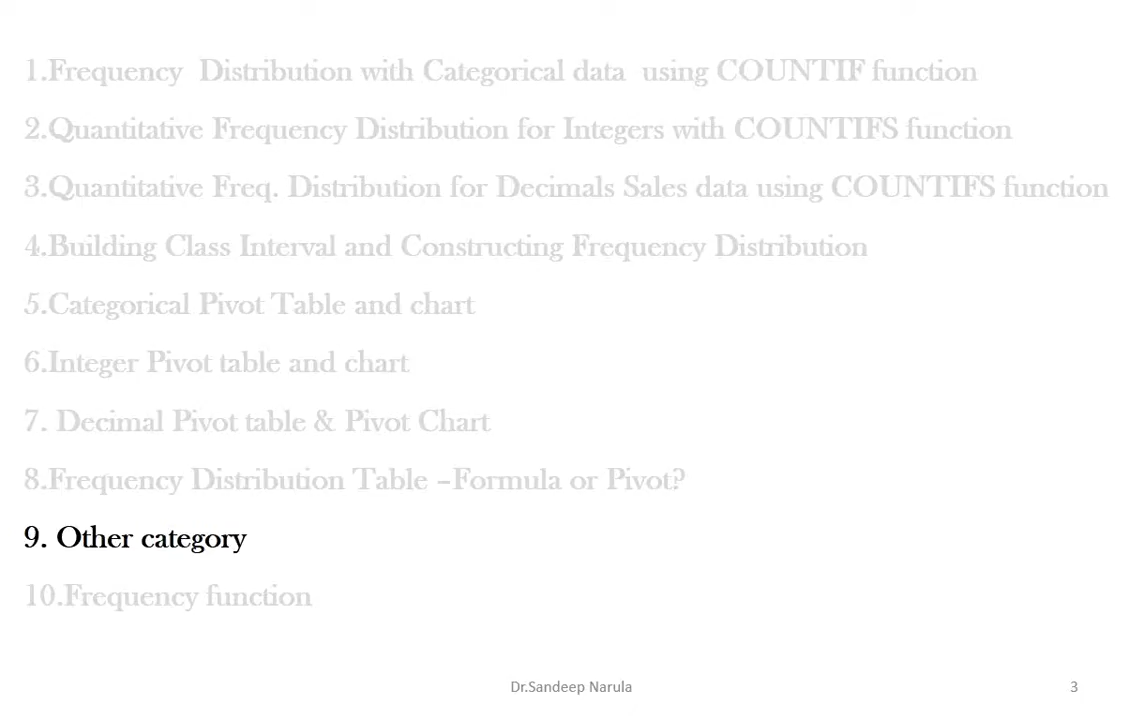 1.Frequency Distribution with Categorical data using COUNTIF function
2.Quantitative Frequency Distribution for Integers with COUNTIFS function
3.Quantitative Freq. Distribution for Decimals Sales data using COUNTIFS function
4.Building Class Interval and Constructing Frequency Distribution
5.Categorical Pivot Table and chart
6.Integer Pivot table and chart
7. Decimal Pivot table & Pivot Chart
8.Frequency Distribution Table –Formula or Pivot?
9. Other category
10.Frequency function
Dr.Sandeep Narula 3